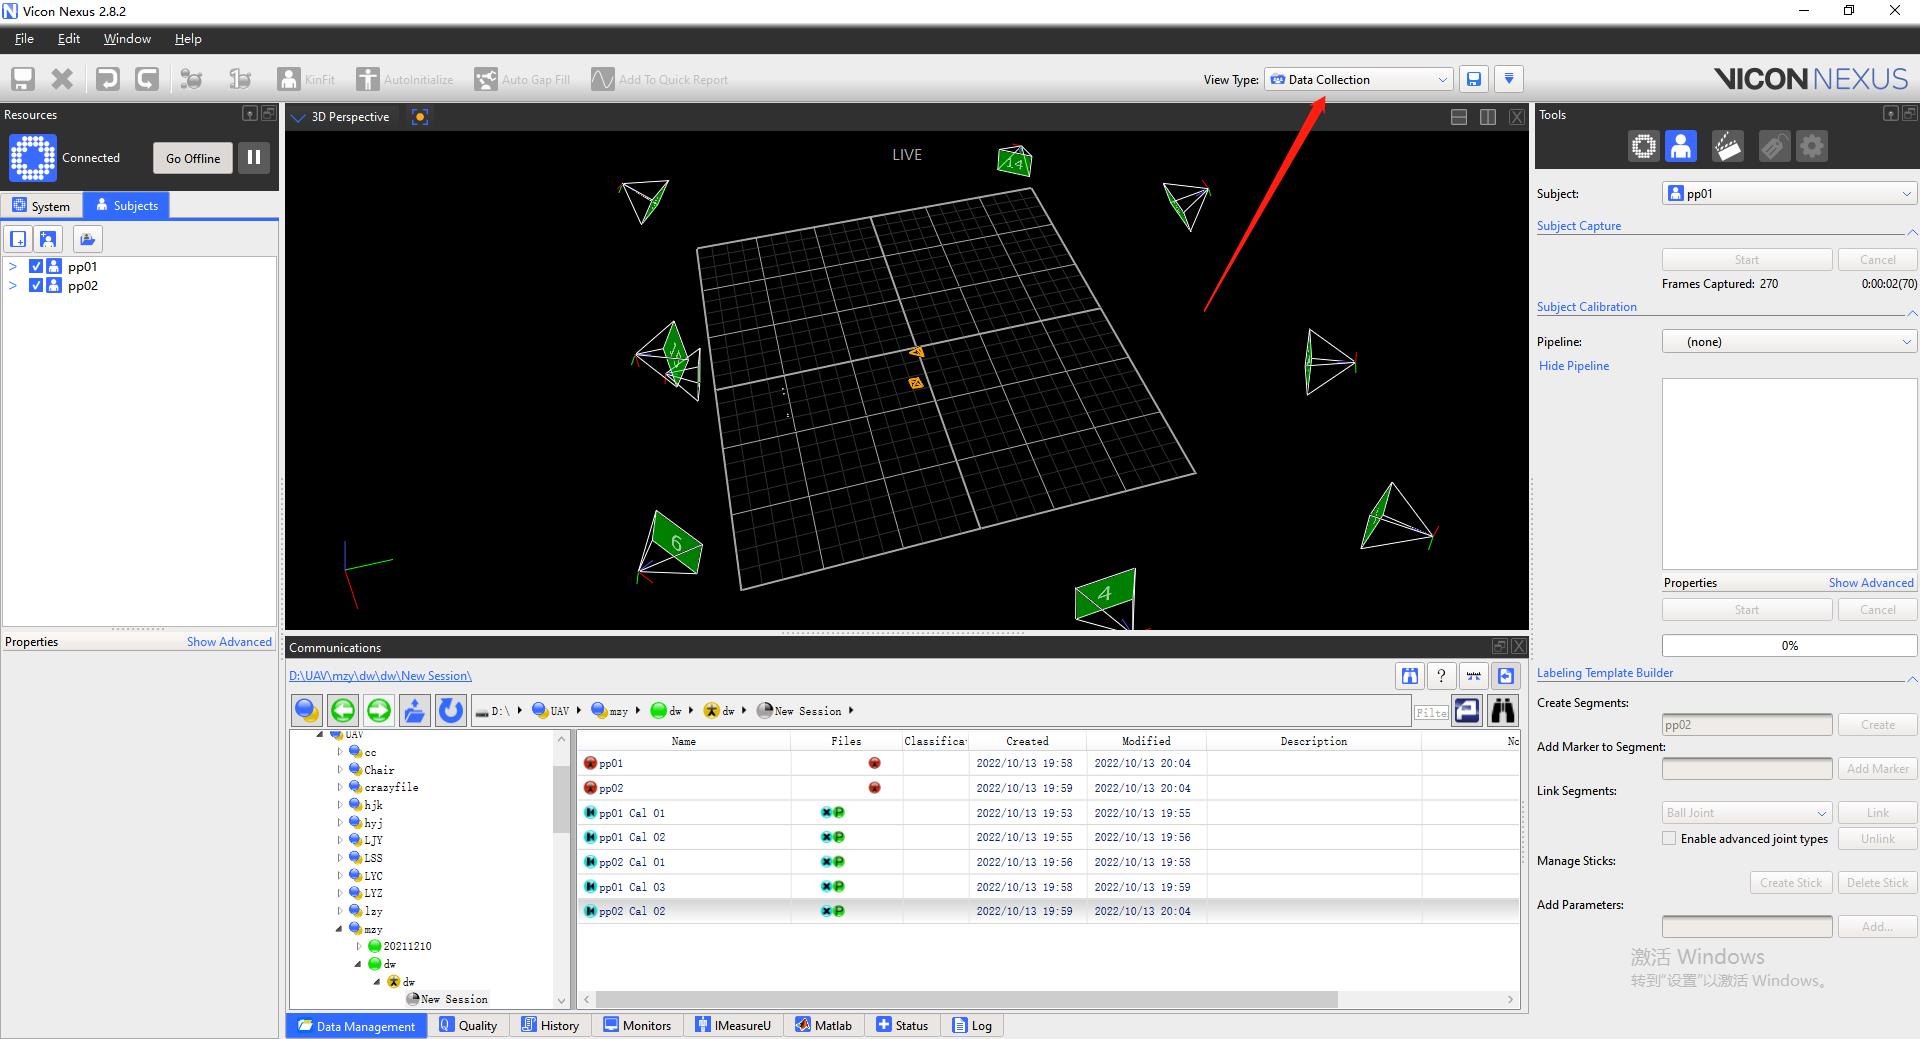 Vicon Nexus 2.8.2
File Edit Window Help
KinFit AutoInitialize Auto Gap Fill Add To Quick Report View Type: Data Collection VICON NEXUS
Resources
Connected Go Offline
System Subjects
pp01
pp02
Properties Show Advanced
3D Perspective
LIVE
14
6
4
Communications
D:\UAV\mzy\dw\dw\New Session\
D:\ UAV mzy dw dw New Session Filte
UAV
cc
Chair
crazyfile
hjk
hyj
LJY
LSS
LYC
LYZ
lzy
mzy
20211210
dw
dw
New Session
Name Files Classifica Created Modified Description No
pp01 2022/10/13 19:58 2022/10/13 20:04
pp02 2022/10/13 19:59 2022/10/13 20:04
pp01 Cal 01 2022/10/13 19:53 2022/10/13 19:55
pp01 Cal 02 2022/10/13 19:55 2022/10/13 19:56
pp02 Cal 01 2022/10/13 19:56 2022/10/13 19:58
pp01 Cal 03 2022/10/13 19:58 2022/10/13 19:59
pp02 Cal 02 2022/10/13 19:59 2022/10/13 20:04
Data Management Quality History Monitors IMeasureU Matlab Status Log
Tools
Subject: pp01
Subject Capture
Start Cancel
Frames Captured: 270 0:00:02(70)
Subject Calibration
Pipeline: (none)
Hide Pipeline
Properties Show Advanced
Start Cancel
0%
Labeling Template Builder
Create Segments:
pp02 Create
Add Marker to Segment:
Add Marker
Link Segments:
Ball Joint Link
Enable advanced joint types Unlink
Manage Sticks:
Create Stick Delete Stick
Add Parameters:
Add...
激活 Windows
转到“设置”以激活 Windows。